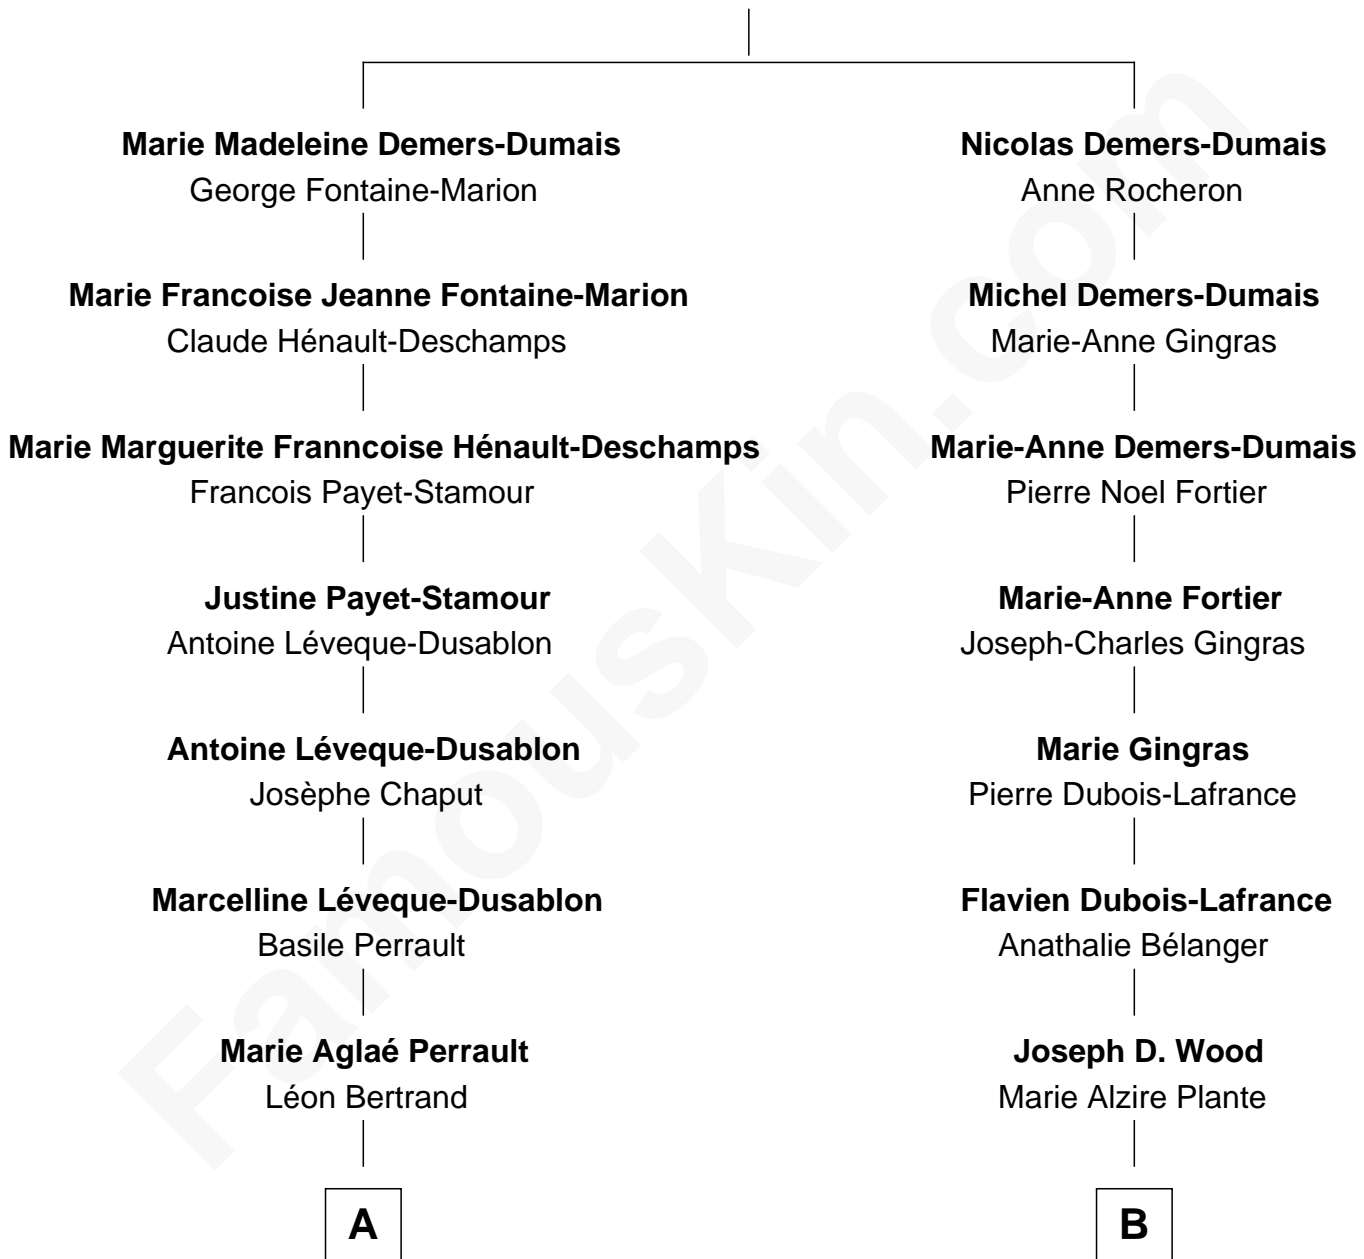 Marie Madeleine Demers-Dumais
George Fontaine-Marion
Marie Francoise Jeanne Fontaine-Marion
Claude Hénault-Deschamps
Marie Marguerite Franncoise Hénault-Deschamps
Francois Payet-Stamour
Justine Payet-Stamour
Antoine Léveque-Dusablon
Antoine Léveque-Dusablon
Josèphe Chaput
Marcelline Léveque-Dusablon
Basile Perrault
Marie Aglaé Perrault
Léon Bertrand
A
Nicolas Demers-Dumais
Anne Rocheron
Michel Demers-Dumais
Marie-Anne Gingras
Marie-Anne Demers-Dumais
Pierre Noel Fortier
Marie-Anne Fortier
Joseph-Charles Gingras
Marie Gingras
Pierre Dubois-Lafrance
Flavien Dubois-Lafrance
Anathalie Bélanger
Joseph D. Wood
Marie Alzire Plante
B
FamousKin.com